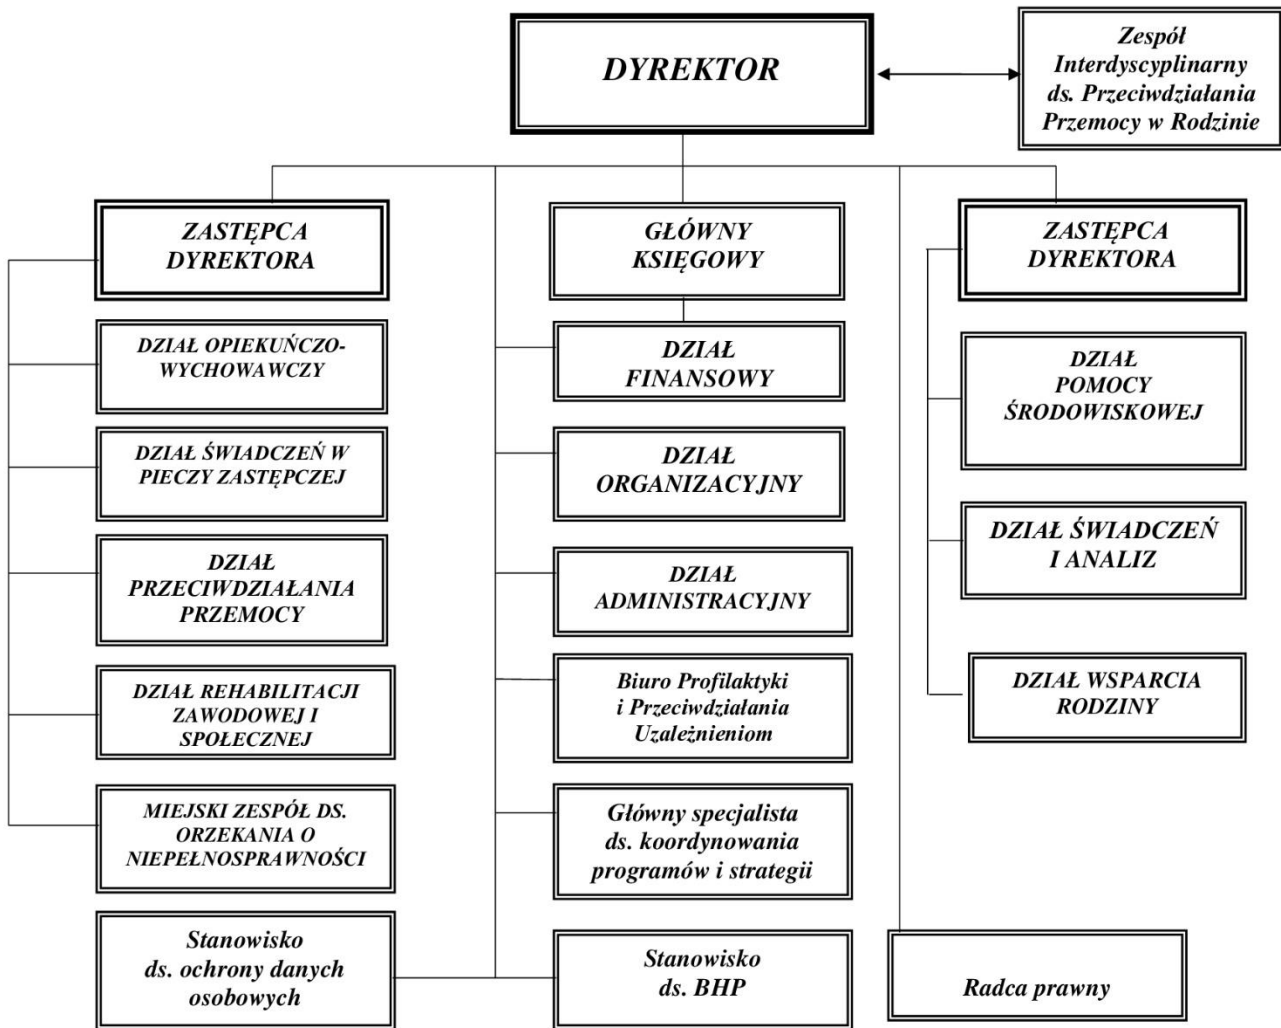 DYREKTOR
Zespół
Interdyscyplinarny
ds. Przeciwdziałania
Przemocy w Rodzinie
ZASTĘPCA
DYREKTORA
DZIAŁ OPIEKUŃCZO-
WYCHOWAWCZY
DZIAŁ ŚWIADCZEŃ W
PIECZY ZASTĘPCZEJ
DZIAŁ
PRZECIWDZIAŁANIA
PRZEMOCY
DZIAŁ REHABILITACJI
ZAWODOWEJ I
SPOŁECZNEJ
MIEJSKI ZESPÓŁ DS.
ORZEKANIA O
NIEPEŁNOSPRAWNOŚCI
Stanowisko
ds. ochrony danych
osobowych
GŁÓWNY
KSIĘGOWY
DZIAŁ
FINANSOWY
DZIAŁ
ORGANIZACYJNY
DZIAŁ
ADMINISTRACYJNY
Biuro Profilaktyki
i Przeciwdziałania
Uzależnieniom
Główny specjalista
ds. koordynowania
programów i strategii
Stanowisko
ds. BHP
ZASTĘPCA
DYREKTORA
DZIAŁ
POMOCY
ŚRODOWISKOWEJ
DZIAŁ ŚWIADCZEŃ
I ANALIZ
DZIAŁ WSPARCIA
RODZINY
Radca prawny